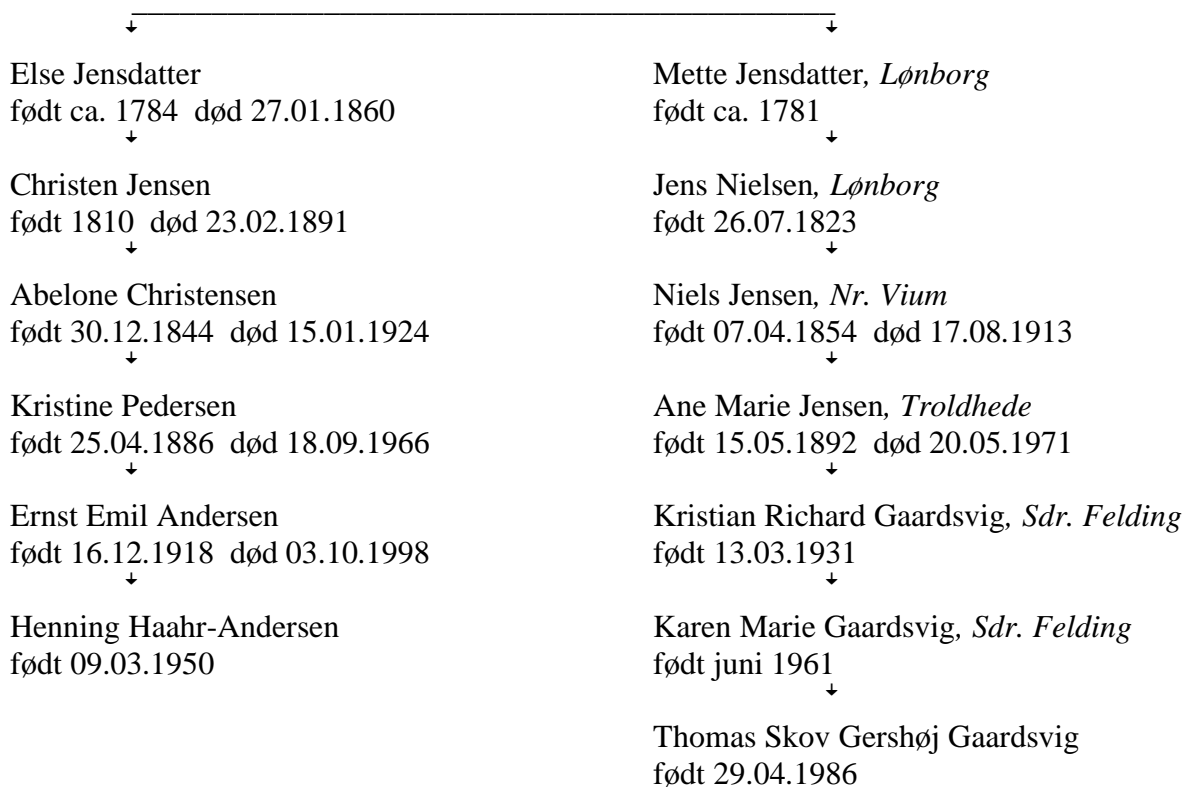 Else Jensdatter
født ca. 1784 død 27.01.1860
Christen Jensen
født 1810 død 23.02.1891
Abelone Christensen
født 30.12.1844 død 15.01.1924
Kristine Pedersen
født 25.04.1886 død 18.09.1966
Ernst Emil Andersen
født 16.12.1918 død 03.10.1998
Henning Haahr-Andersen
født 09.03.1950
Mette Jensdatter, Lønborg
født ca. 1781
Jens Nielsen, Lønborg
født 26.07.1823
Niels Jensen, Nr. Vium
født 07.04.1854 død 17.08.1913
Ane Marie Jensen, Troldhede
født 15.05.1892 død 20.05.1971
Kristian Richard Gaardsvig, Sdr. Felding
født 13.03.1931
Karen Marie Gaardsvig, Sdr. Felding
født juni 1961
Thomas Skov Gershøj Gaardsvig
født 29.04.1986